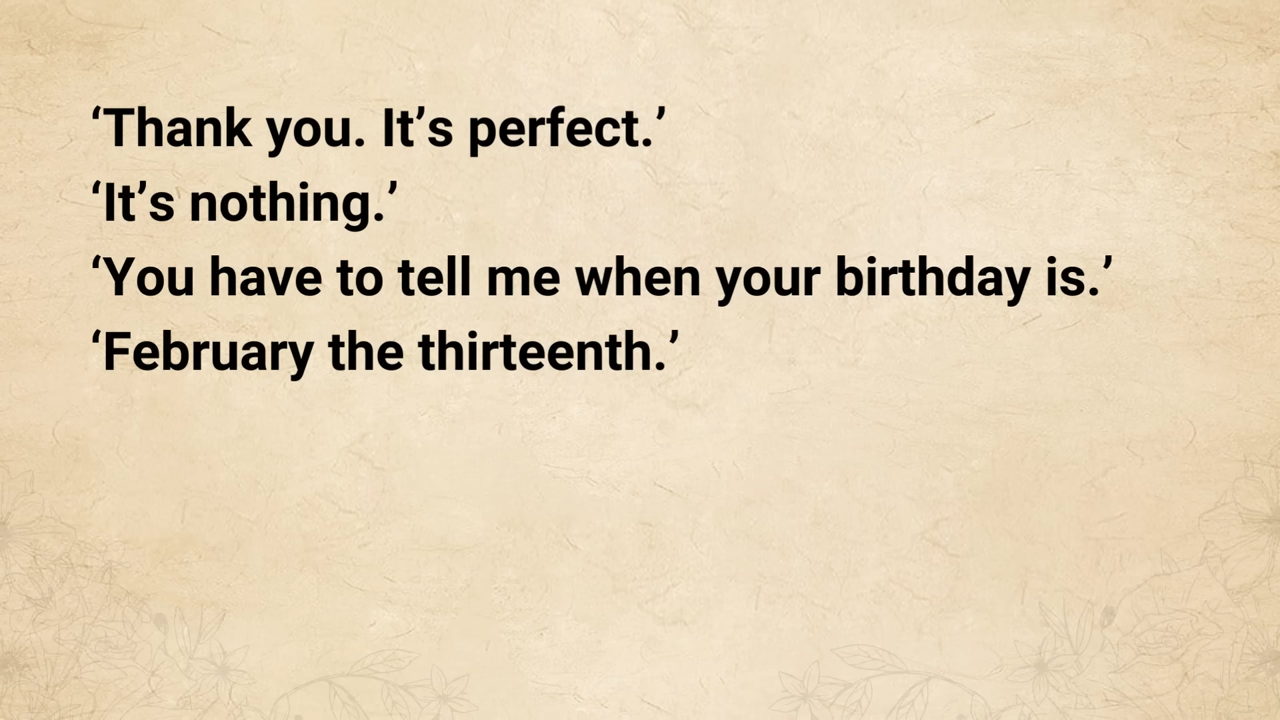 ‘Thank you. It’s perfect.’
‘It’s nothing.’
‘You have to tell me when your birthday is.’
‘February the thirteenth.’